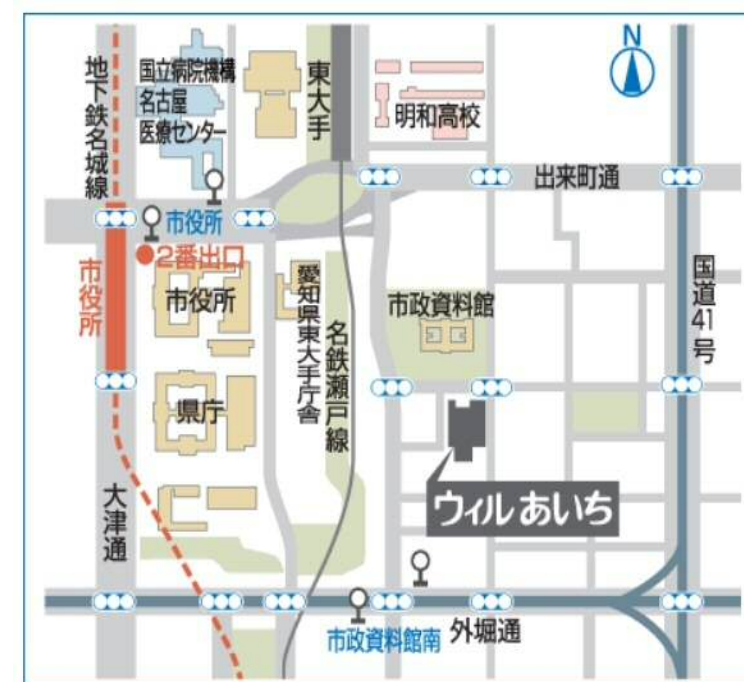 N
地下鉄名城線
国立病院機構
名古屋
医療センター
東大手
明和高校
出来町通
市役所
2番出口
市役所
市役所
愛知県東大手庁舎
名鉄瀬戸線
市政資料館
国道41号
県庁
大津通
ウィルあいち
市政資料館南
外堀通